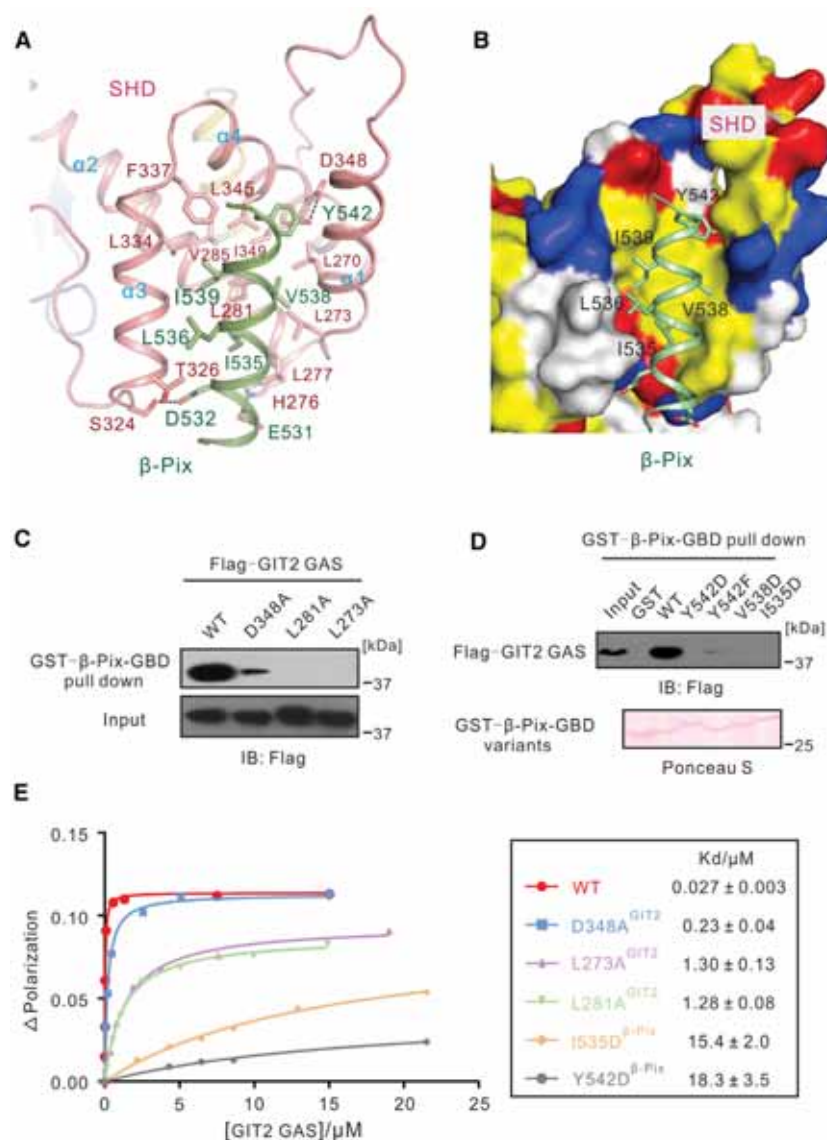 A
SHD
α4
α2
D348
F337
L345
Y542
L334
V285
I349
L270
α3
α1
I539
V538
L281
L273
L536
I535
T326
L277
H276
S324
D532
E531
β-Pix
B
SHD
Y542
I538
L536
V538
I535
β-Pix
C
Flag-GIT2 GAS
WT
D348A
L281A
L273A
[kDa]
GST-β-Pix-GBD
pull down
37
Input
37
IB: Flag
D
GST-β-Pix-GBD pull down
Input
GST
WT
Y542D
Y542F
V538D
I535D
[kDa]
Flag-GIT2 GAS
37
IB: Flag
GST-β-Pix-GBD
variants
25
Ponceau S
E
Δ Polarization
0.15
0.10
0.05
0.00
0 5 10 15 20 25
[GIT2 GAS]/μM
Kd/μM
WT 0.027 ± 0.003
D348A GIT2 0.23 ± 0.04
L273A GIT2 1.30 ± 0.13
L281A GIT2 1.28 ± 0.08
I535D β-Pix 15.4 ± 2.0
Y542D β-Pix 18.3 ± 3.5